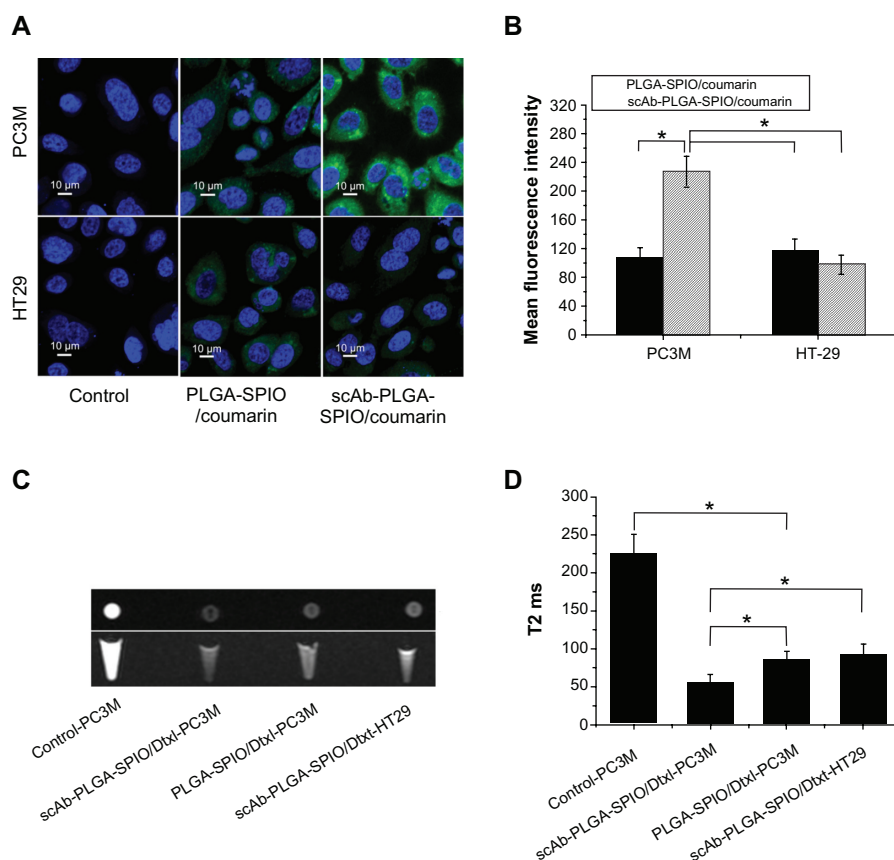 A
PC3M
10 µm
10 µm
10 µm
HT29
10 µm
10 µm
10 µm
Control
PLGA-SPIO
/coumarin
scAb-PLGA-
SPIO/coumarin
B
PLGA-SPIO/coumarin
scAb-PLGA-SPIO/coumarin
Mean fluorescence intensity
320
280
240
200
160
120
80
40
0
*
*
PC3M
HT-29
C
Control-PC3M
scAb-PLGA-SPIO/Dtxl-PC3M
PLGA-SPIO/Dtxl-PC3M
scAb-PLGA-SPIO/Dtxt-HT29
D
T2 ms
300
250
200
150
100
50
0
*
*
*
Control-PC3M
scAb-PLGA-SPIO/Dtxl-PC3M
PLGA-SPIO/Dtxl-PC3M
scAb-PLGA-SPIO/Dtxt-HT29